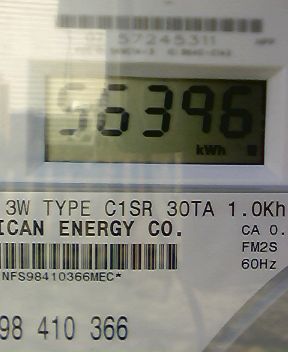 57245311
56396
kWh
3W TYPE C1SR 30TA 1.0Kh
ICAN ENERGY CO.
CA 0.
FM2S
60Hz
NFS98410366MEC*
98 410 366